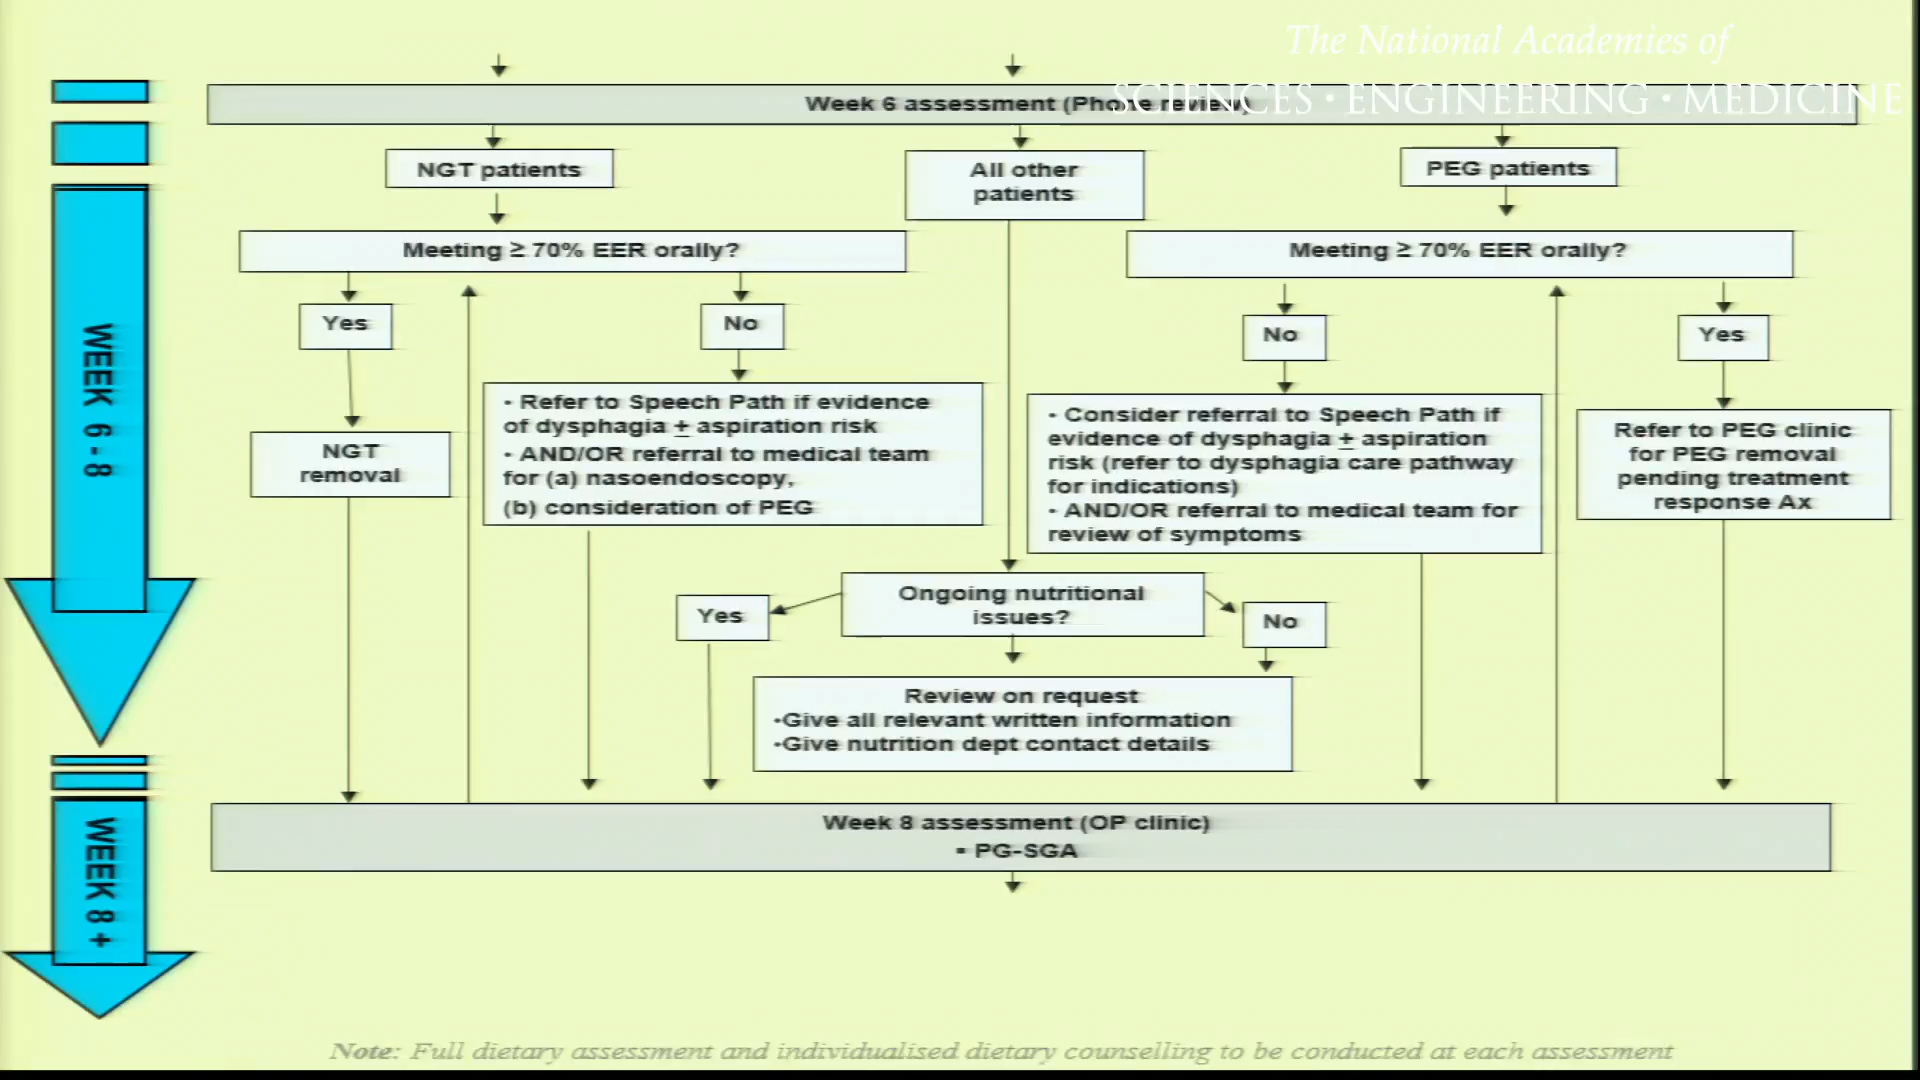 The National Academies of
SCIENCES • ENGINEERING • MEDICINE
Week 6 assessment (Phone review)
NGT patients
All other
patients
PEG patients
Meeting ≥ 70% EER orally?
Meeting ≥ 70% EER orally?
Yes
No
No
Yes
NGT
removal
• Refer to Speech Path if evidence
of dysphagia + aspiration risk
• AND/OR referral to medical team
for (a) nasoendoscopy,
(b) consideration of PEG
• Consider referral to Speech Path if
evidence of dysphagia + aspiration
risk (refer to dysphagia care pathway
for indications)
• AND/OR referral to medical team for
review of symptoms
Refer to PEG clinic
for PEG removal
pending treatment
response Ax
WEEK 6-8
Ongoing nutritional
issues?
Yes
No
Review on request
•Give all relevant written information
•Give nutrition dept contact details
Week 8 assessment (OP clinic)
▪ PG-SGA
WEEK 8 +
Note: Full dietary assessment and individualised dietary counselling to be conducted at each assessment